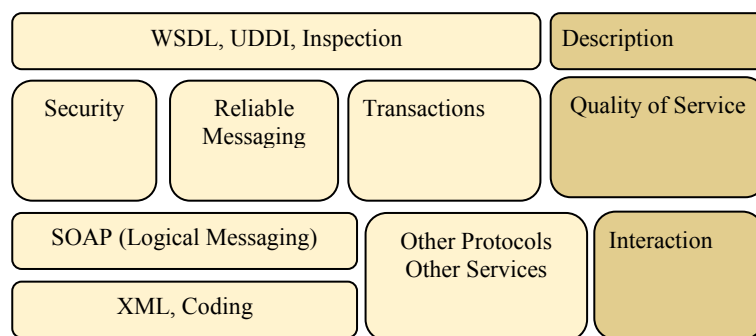 WSDL, UDDI, Inspection
Description
Security
Reliable
Messaging
Transactions
Quality of Service
SOAP (Logical Messaging)
Other Protocols
Other Services
Interaction
XML, Coding